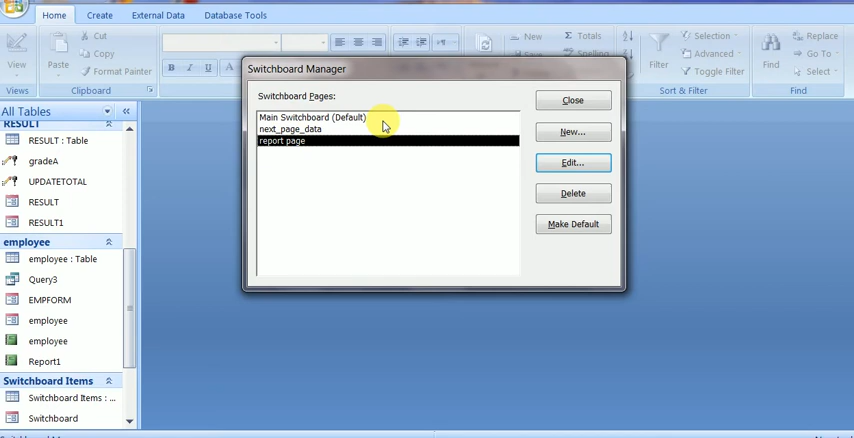 Home Create External Data Database Tools
View
Views
Paste
Cut
Copy
Format Painter
Clipboard
B I U A
New
Save
Totals
Spelling
Filter
Selection
Advanced
Toggle Filter
Sort & Filter
Find
Replace
Go To
Select
Find
All Tables
RESULT
RESULT : Table
gradeA
UPDATETOTAL
RESULT
RESULT1
employee
employee : Table
Query3
EMPFORM
employee
employee
Report1
Switchboard Items
Switchboard Items : ...
Switchboard
Switchboard Manager
Switchboard Pages:
Main Switchboard (Default)
next_page_data
report page
Close
New...
Edit...
Delete
Make Default